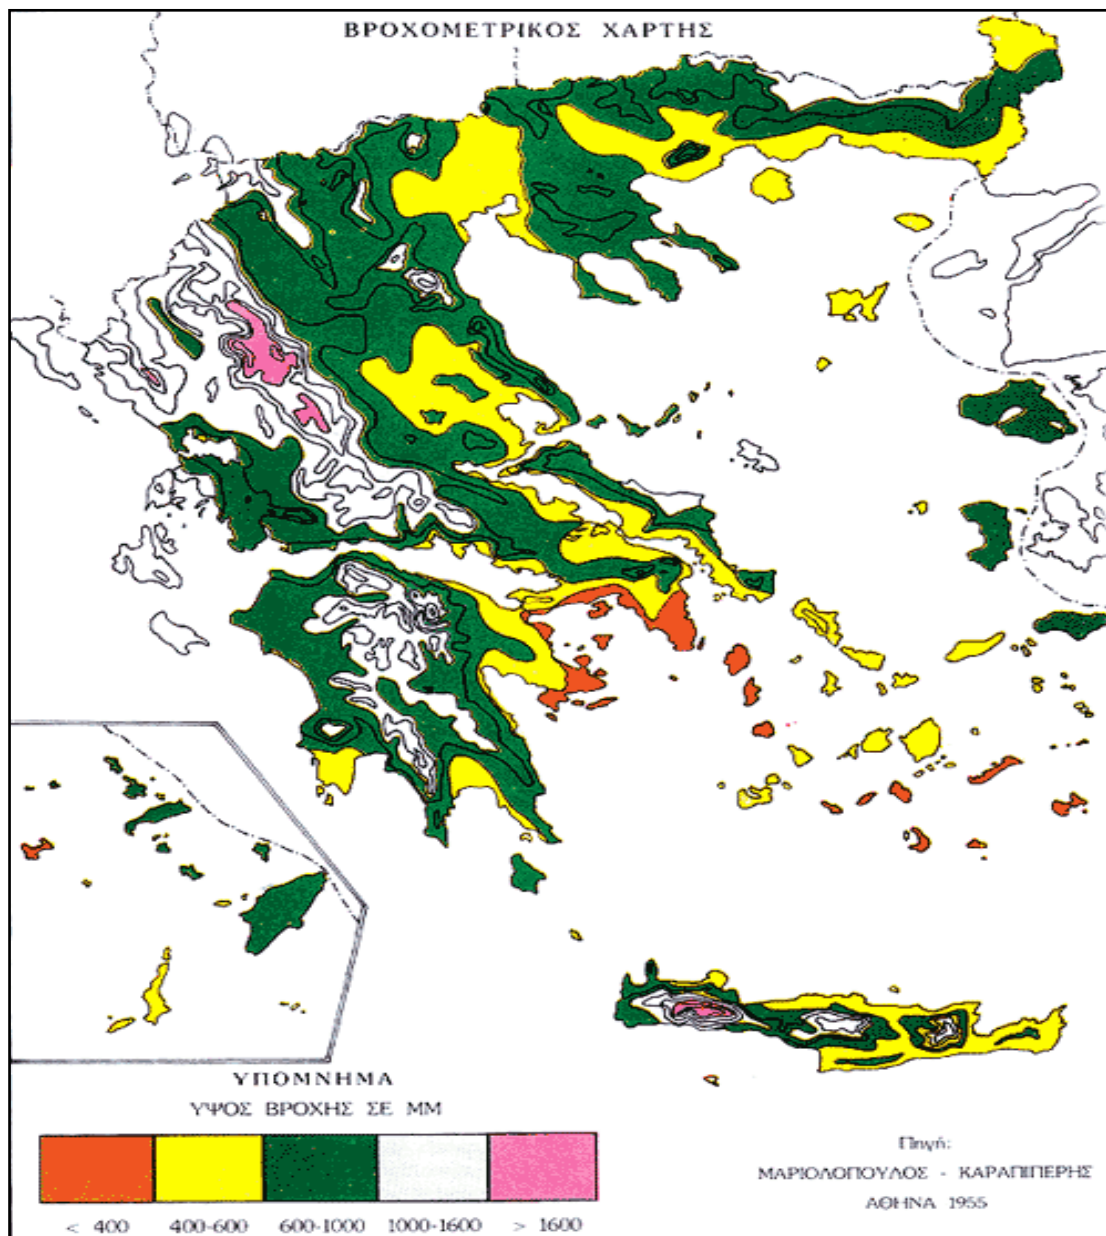 ΒΡΟΧΟΜΕΤΡΙΚΟΣ ΧΑΡΤΗΣ
ΥΠΟΜΝΗΜΑ
ΥΨΟΣ ΒΡΟΧΗΣ ΣΕ ΜΜ
< 400 400-600 600-1000 1000-1600 > 1600
Πηγή:
ΜΑΡΙΟΛΟΠΟΥΛΟΣ - ΚΑΡΑΠΙΠΕΡΗΣ
ΑΘΗΝΑ 1955